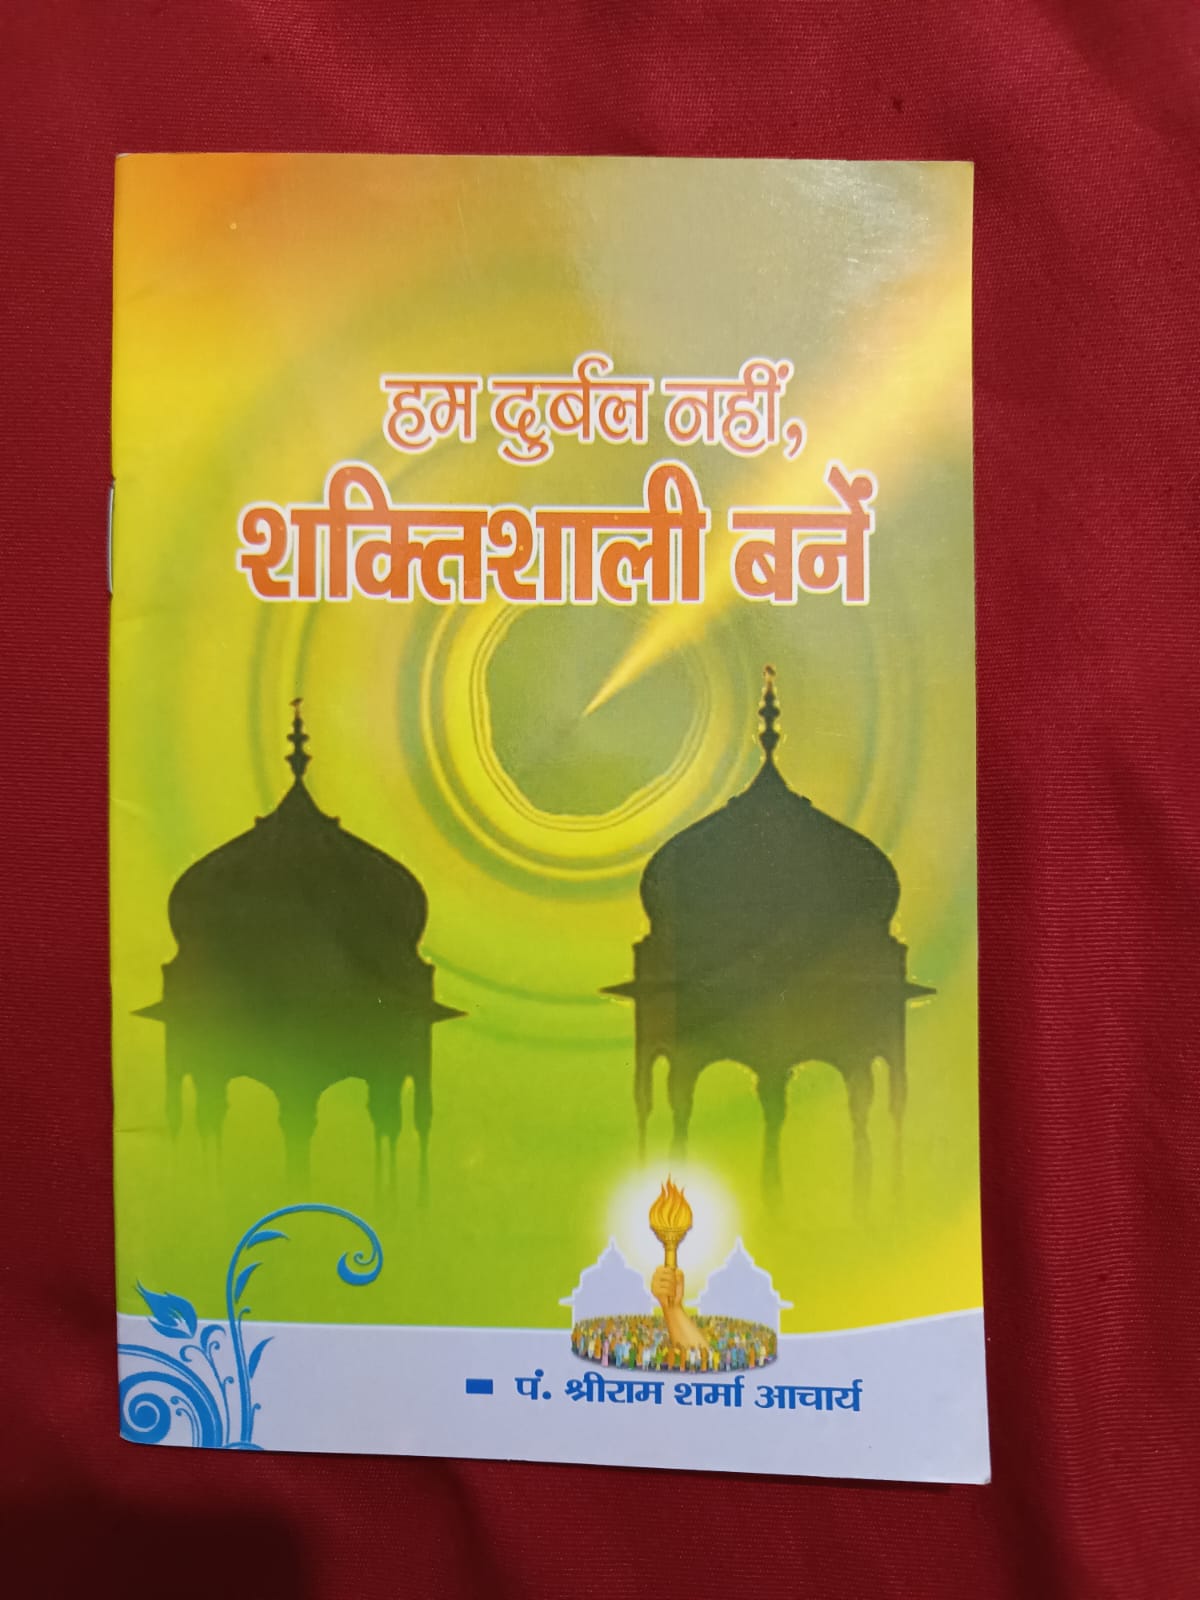 हम दुर्बल नहीं,
शक्तिशाली बनें
- पं. श्रीराम शर्मा आचार्य